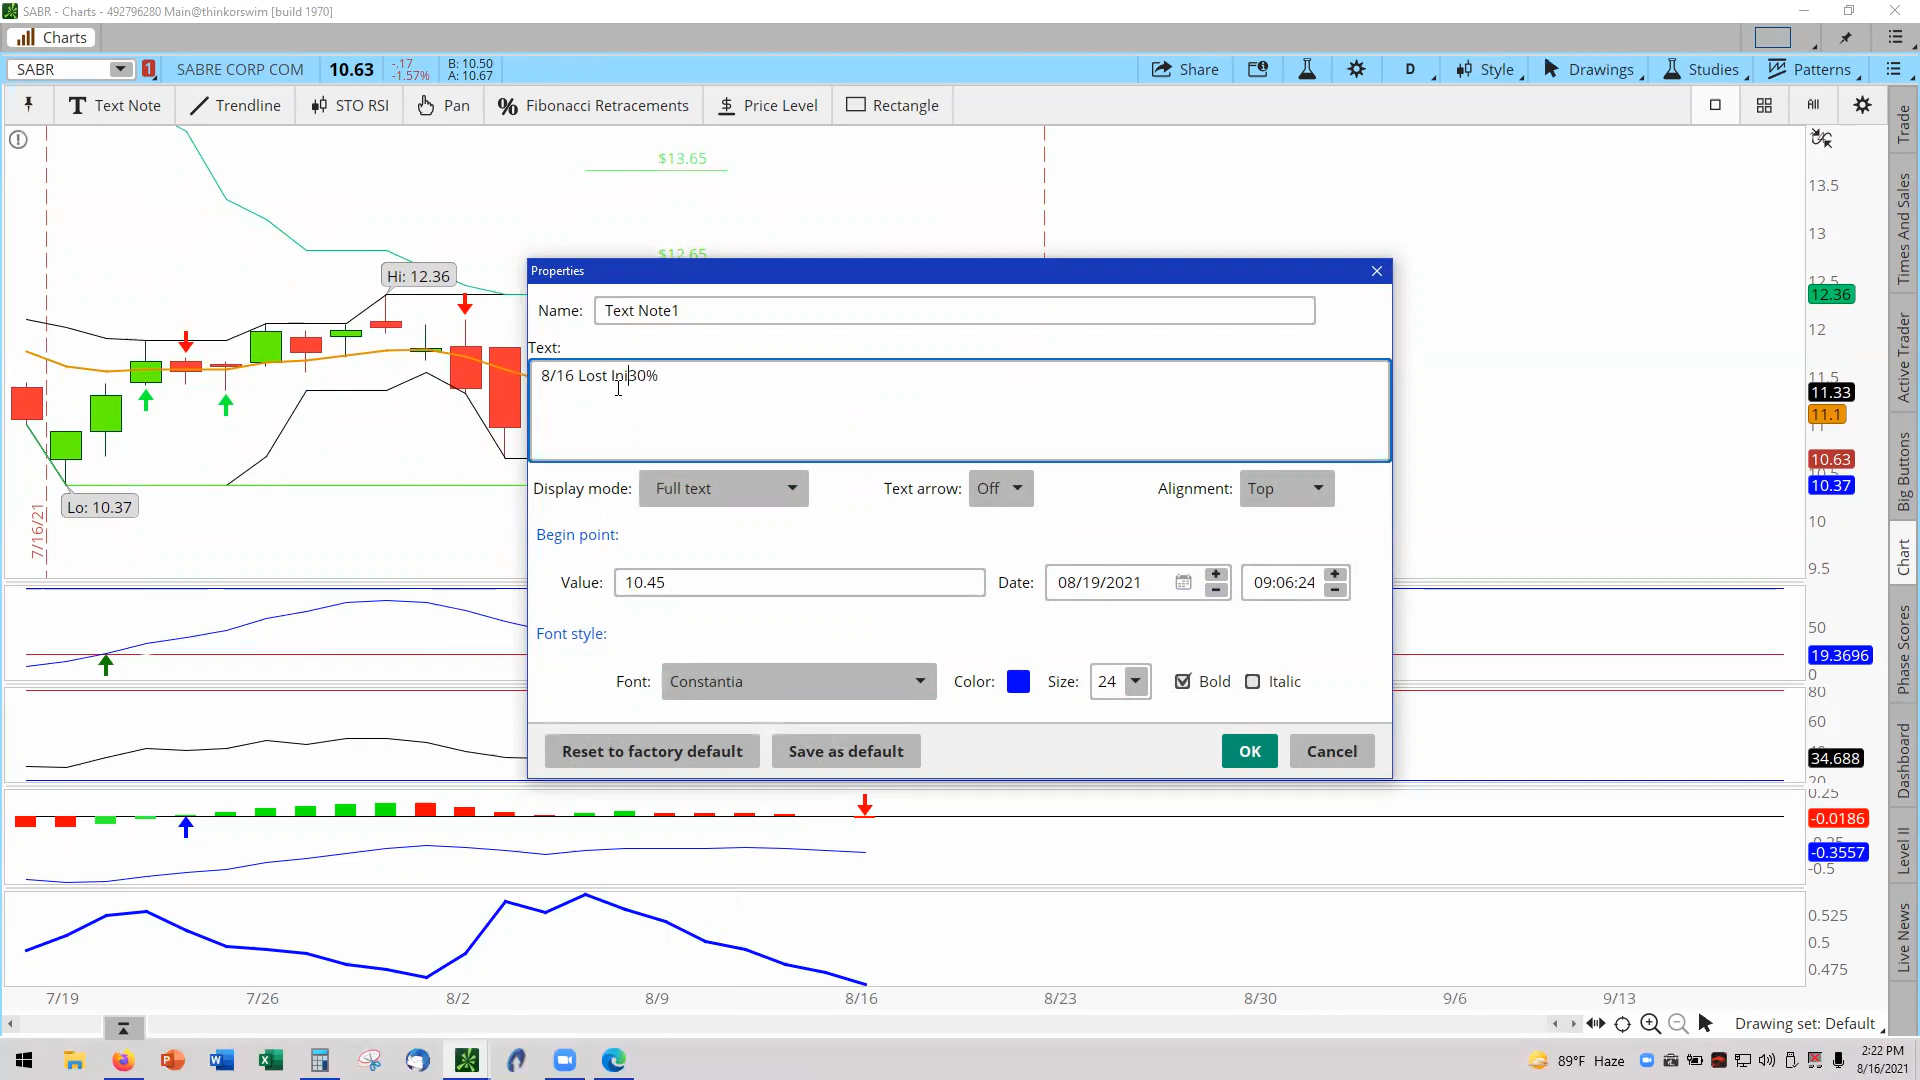 SABR - Charts - 492796280 Main@thinkorswim [build 1970]
Charts
SABR
1
SABRE CORP COM
10.63
-.17
-1.57%
B: 10.50
A: 10.67
Share
D
Style
Drawings
Studies
Patterns
Text Note
Trendline
STO RSI
Pan
Fibonacci Retracements
Price Level
Rectangle
All
$13.65
$12.65
Hi: 12.36
Lo: 10.37
7/16/21
Properties
Name:
Text Note1
Text:
8/16 Lost Ini30%
Display mode:
Full text
Text arrow:
Off
Alignment:
Top
Begin point:
Value:
10.45
Date:
08/19/2021
09:06:24
Font style:
Font:
Constantia
Color:
Size:
24
Bold
Italic
Reset to factory default
Save as default
OK
Cancel
13.5
13
12.5
12.36
12
11.5
11.33
11.1
11
10.63
10.5
10.37
10
9.5
50
19.3696
0
80
60
34.688
20
0.25
-0.0186
-0.25
-0.3557
-0.5
0.525
0.5
0.475
7/19
7/26
8/2
8/9
8/16
8/23
8/30
9/6
9/13
Drawing set: Default
Trade
Times And Sales
Active Trader
Big Buttons
Chart
Phase Scores
Dashboard
Level II
Live News
89°F Haze
2:22 PM
8/16/2021